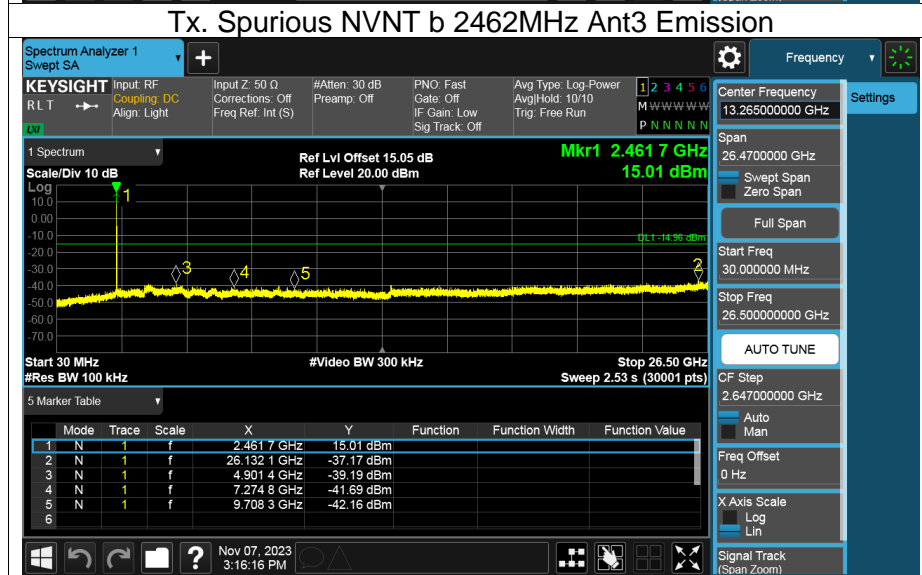 Tx. Spurious NVNT b 2462MHz Ant3 Emission
Spectrum Analyzer 1
Swept SA
+
Frequency
KEYSIGHT
Input: RF
Input Z: 50 Ω
#Atten: 30 dB
PNO: Fast
Avg Type: Log-Power
1 2 3 4 5 6
R L T
Coupling: DC
Corrections: Off
Preamp: Off
Gate: Off
Avg|Hold: 10/10
M W W W W W
Align: Light
Freq Ref: Int (S)
IF Gain: Low
Trig: Free Run
LXI
Sig Track: Off
P N N N N N
1 Spectrum
Ref Lvl Offset 15.05 dB
Mkr1 2.461 7 GHz
Scale/Div 10 dB
Ref Level 20.00 dBm
15.01 dBm
Log
10.0
0.00
-10.0
-20.0
-30.0
-40.0
-50.0
-60.0
-70.0
1
DL1 -14.96 dBm
2
3
4
5
Start 30 MHz
#Video BW 300 kHz
Stop 26.50 GHz
#Res BW 100 kHz
Sweep 2.53 s (30001 pts)
5 Marker Table
Mode Trace Scale X Y Function Function Width Function Value
1 N 1 f 2.461 7 GHz 15.01 dBm
2 N 1 f 26.132 1 GHz -37.17 dBm
3 N 1 f 4.901 4 GHz -39.19 dBm
4 N 1 f 7.274 8 GHz -41.69 dBm
5 N 1 f 9.708 3 GHz -42.16 dBm
6
?
Nov 07, 2023
3:16:16 PM
Center Frequency
13.265000000 GHz
Settings
Span
26.4700000 GHz
Swept Span
Zero Span
Full Span
Start Freq
30.000000 MHz
Stop Freq
26.500000000 GHz
AUTO TUNE
CF Step
2.647000000 GHz
Auto
Man
Freq Offset
0 Hz
X Axis Scale
Log
Lin
Signal Track
(Span Zoom)